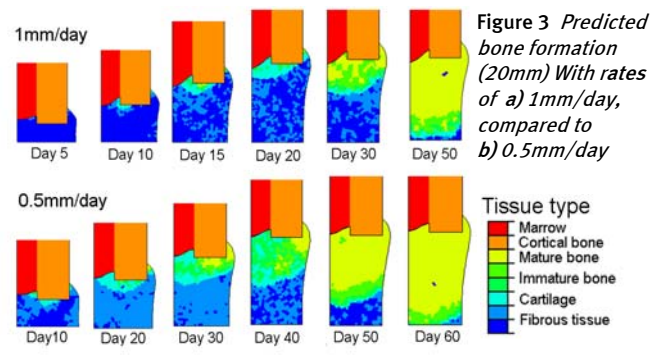 1mm/day
Day 5
Day 10
Day 15
Day 20
Day 30
Day 50
Figure 3 Predicted
bone formation
(20mm) With rates
of a) 1mm/day,
compared to
b) 0.5mm/day
0.5mm/day
Day10
Day 20
Day 30
Day 40
Day 50
Day 60
Tissue type
Marrow
Cortical bone
Mature bone
Immature bone
Cartilage
Fibrous tissue